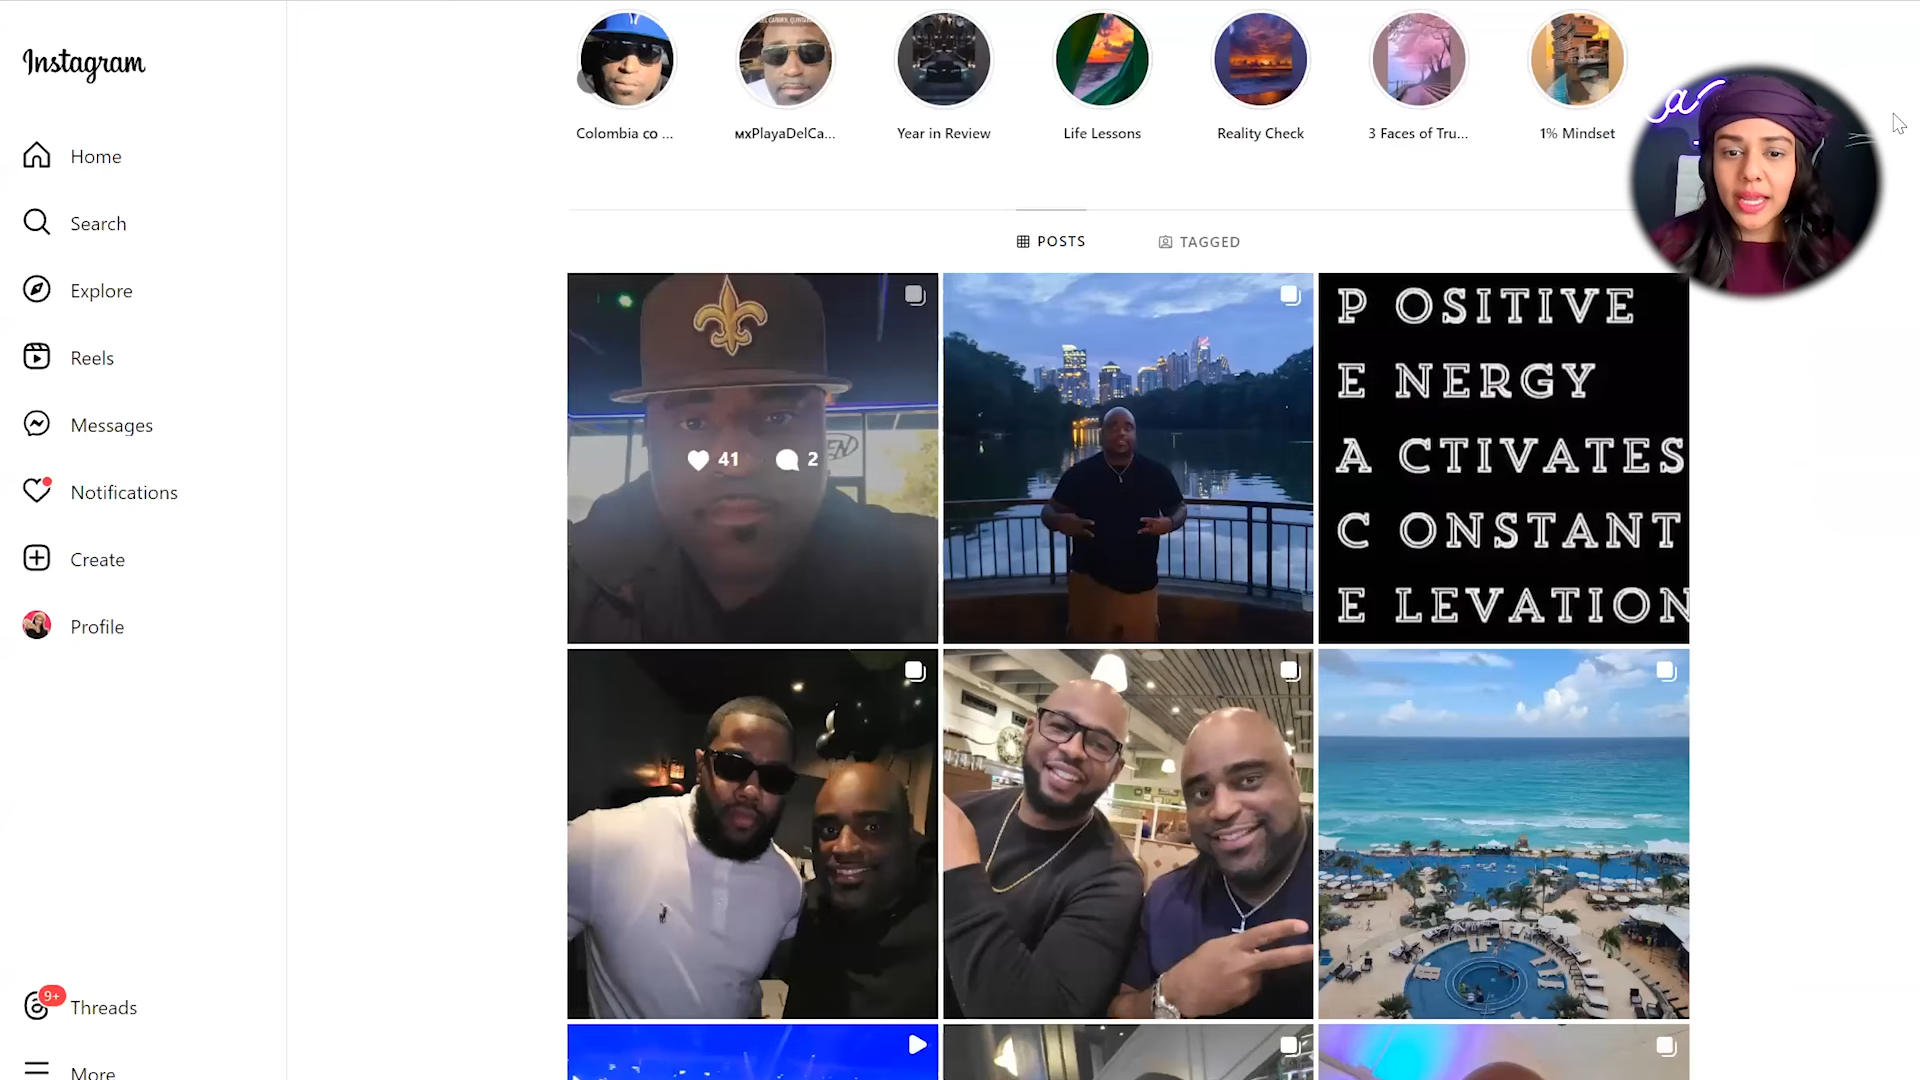 Instagram
Home
Search
Explore
Reels
Messages
Notifications
Create
Profile
9+
Threads
More
Colombia co ...
MXPlayaDelCa...
Year in Review
Life Lessons
Reality Check
3 Faces of Tru...
1% Mindset
POSTS
TAGGED
41
2
P OSITIVE
E NERGY
A CTIVATES
C ONSTANT
E LEVATION